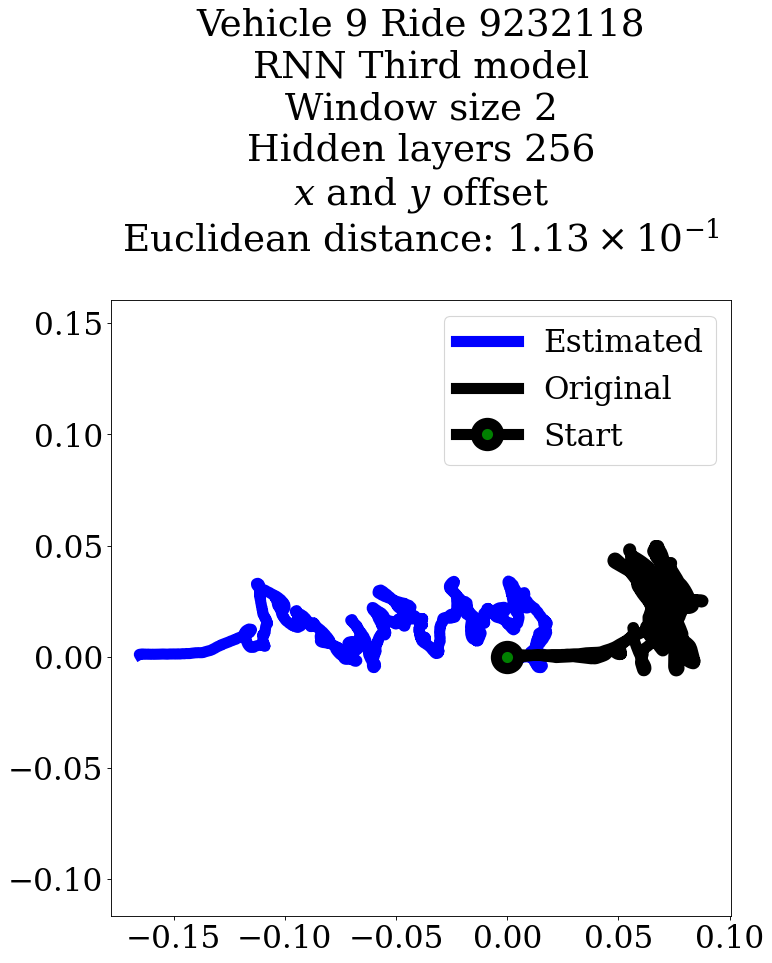 Vehicle 9 Ride 9232118
RNN Third model
Window size 2
Hidden layers 256
x and y offset
Euclidean distance: 1.13 × 10⁻¹
Estimated
Original
Start
0.15
0.10
0.05
0.00
−0.05
−0.10
−0.15 −0.10 −0.05 0.00 0.05 0.10